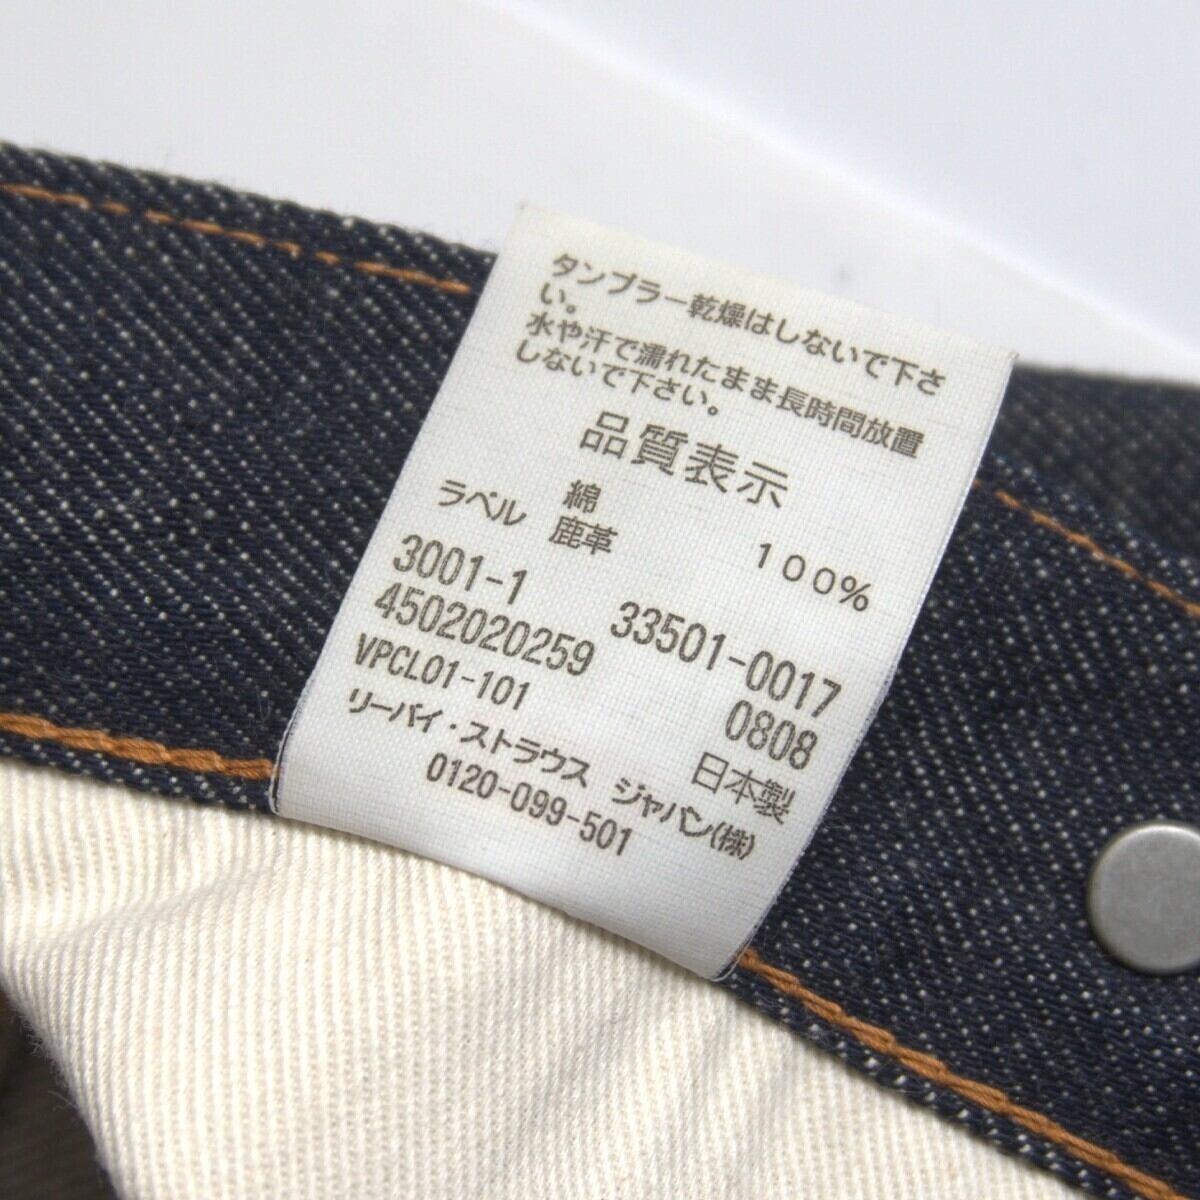 タンブラー乾燥はしないで下さ
い。
水や汗で濡れたまま長時間放置
しないで下さい。
品質表示
綿 100%
ラベル 鹿革
3001-1 33501-0017
4502020259 0808
VPCL01-101 日本製
リーバイ・ストラウス ジャパン(株)
0120-099-501